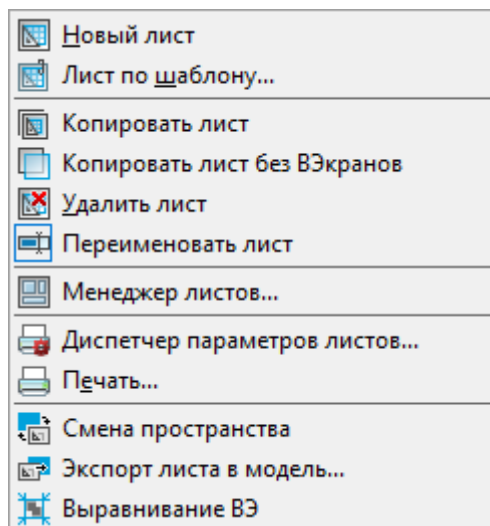 Новый лист
Лист по шаблону...
Копировать лист
Копировать лист без ВЭкранов
Удалить лист
Переименовать лист
Менеджер листов...
Диспетчер параметров листов...
Печать...
Смена пространства
Экспорт листа в модель...
Выравнивание ВЭ